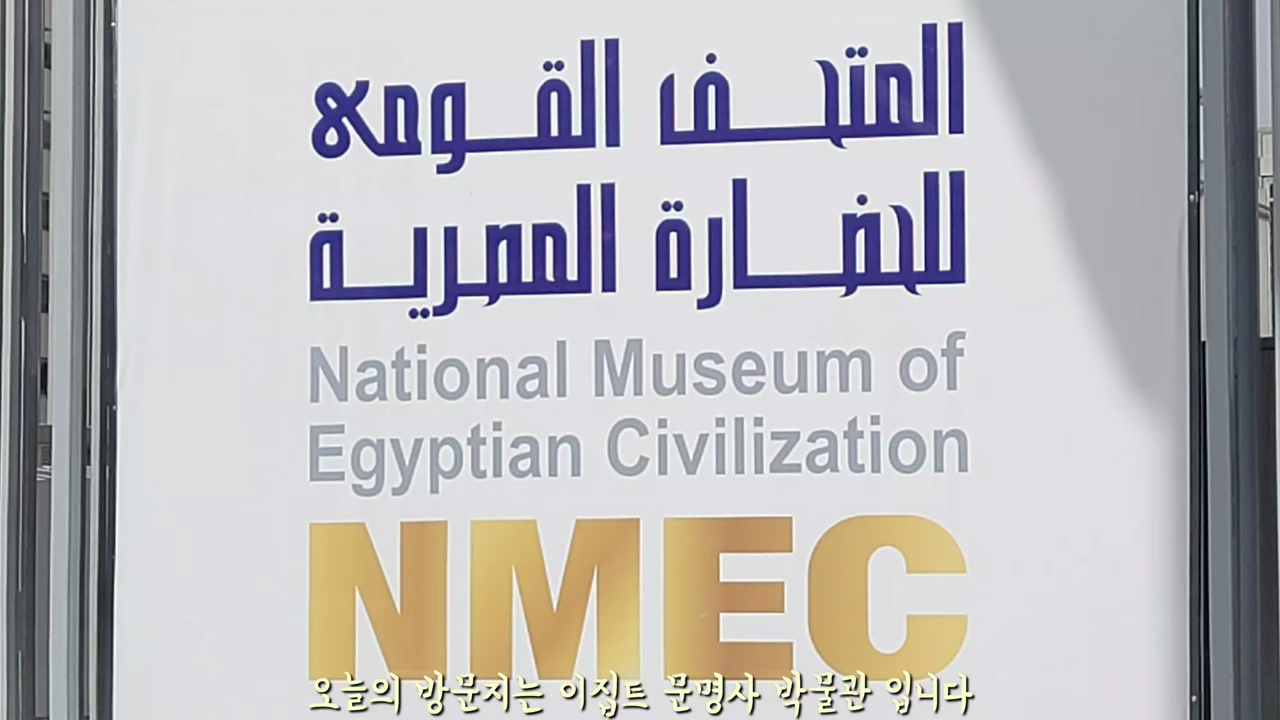 المتحف القومى
للحضارة المصرية
National Museum of
Egyptian Civilization
NMEC
오늘의 방문지는 이집트 문명사 박물관 입니다